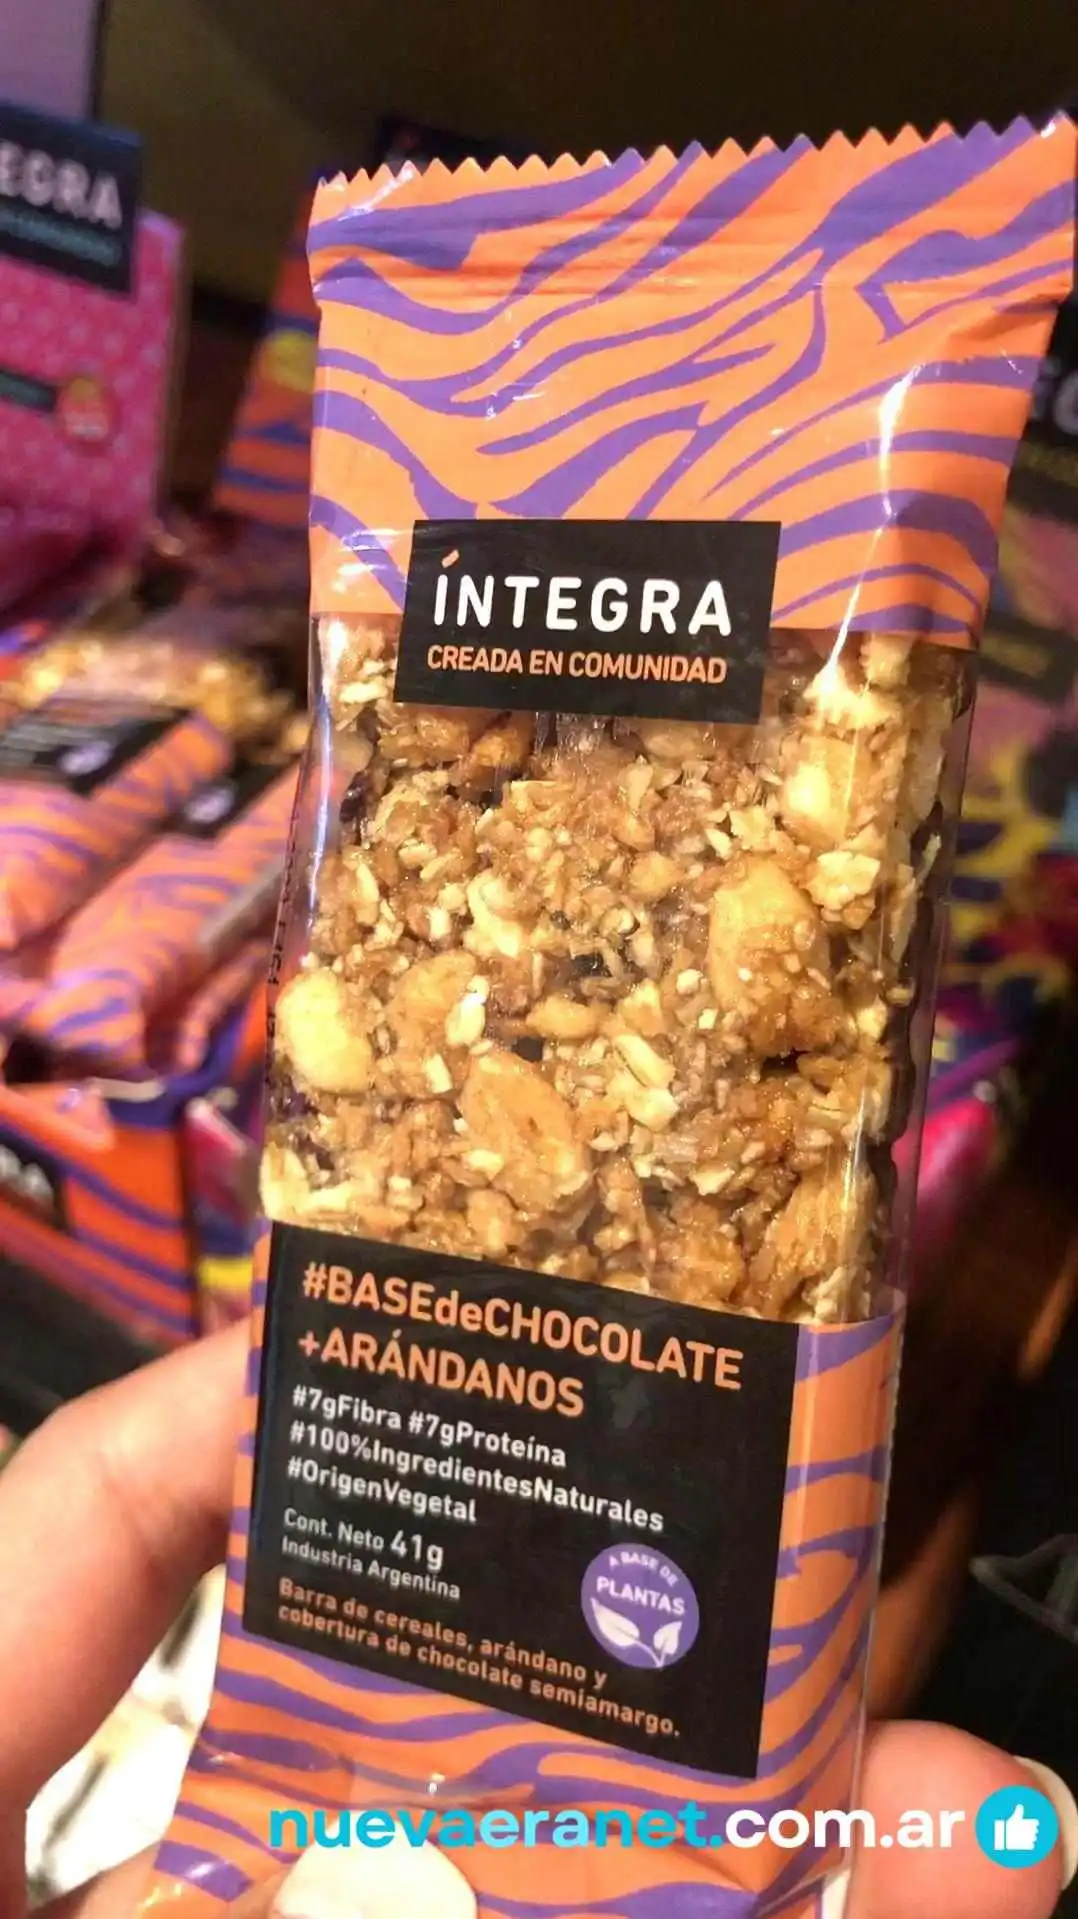 EGRA
ÍNTEGRA
CREADA EN COMUNIDAD
#BASEdeCHOCOLATE
+ARÁNDANOS
#7gFibra #7gProteína
#100%IngredientesNaturales
#OrigenVegetal
Cont. Neto 41g
Industria Argentina
A BASE DE
PLANTAS
Barra de cereales, arándano y
cobertura de chocolate semiamargo.
nuevaeranet.com.ar